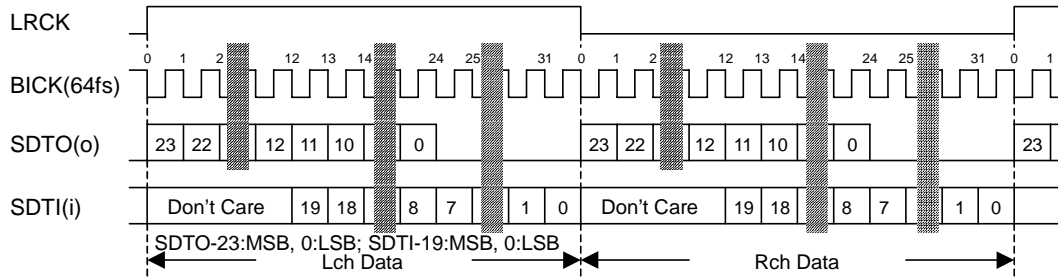 LRCK
0 1 2 12 13 14 24 25 31 0 1 2 12 13 14 24 25 31 0 1
BICK(64fs)
SDTO(o) 23 22 12 11 10 0 23 22 12 11 10 0 23
SDTI(i) Don't Care 19 18 8 7 1 0 Don't Care 19 18 8 7 1 0
SDTO-23:MSB, 0:LSB; SDTI-19:MSB, 0:LSB
Lch Data Rch Data